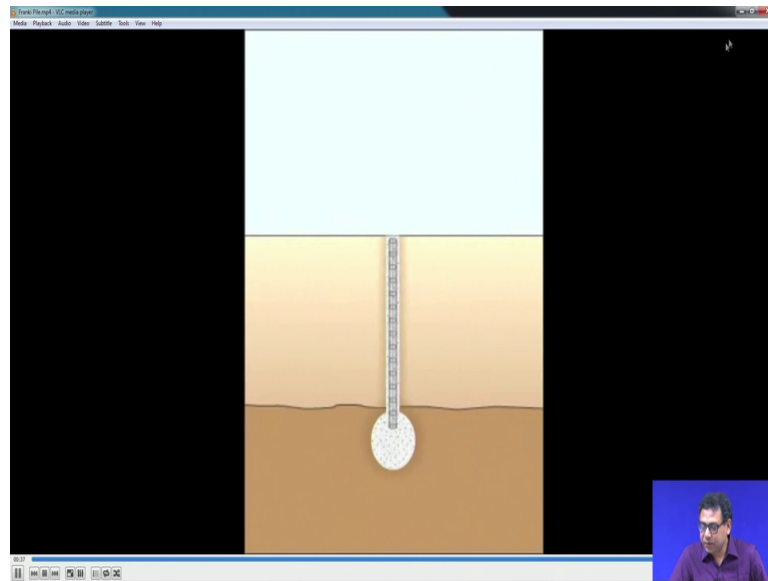 Franki Pile.mp4 - VLC media player
Media Playback Audio Video Subtitle Tools View Help
00:37